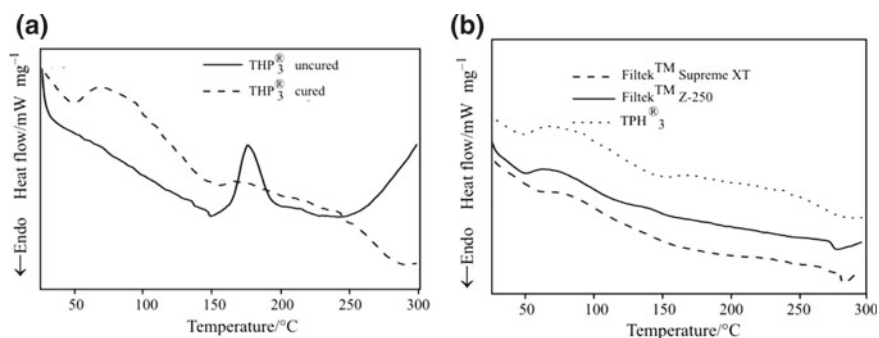 (a)
THP®3 uncured
THP®3 cured
Heat flow/mW mg−1
←Endo
50 100 150 200 250 300
Temperature/°C
(b)
Filtek™ Supreme XT
Filtek™ Z-250
TPH®3
Heat flow/mW mg−1
←Endo
50 100 150 200 250 300
Temperature/°C